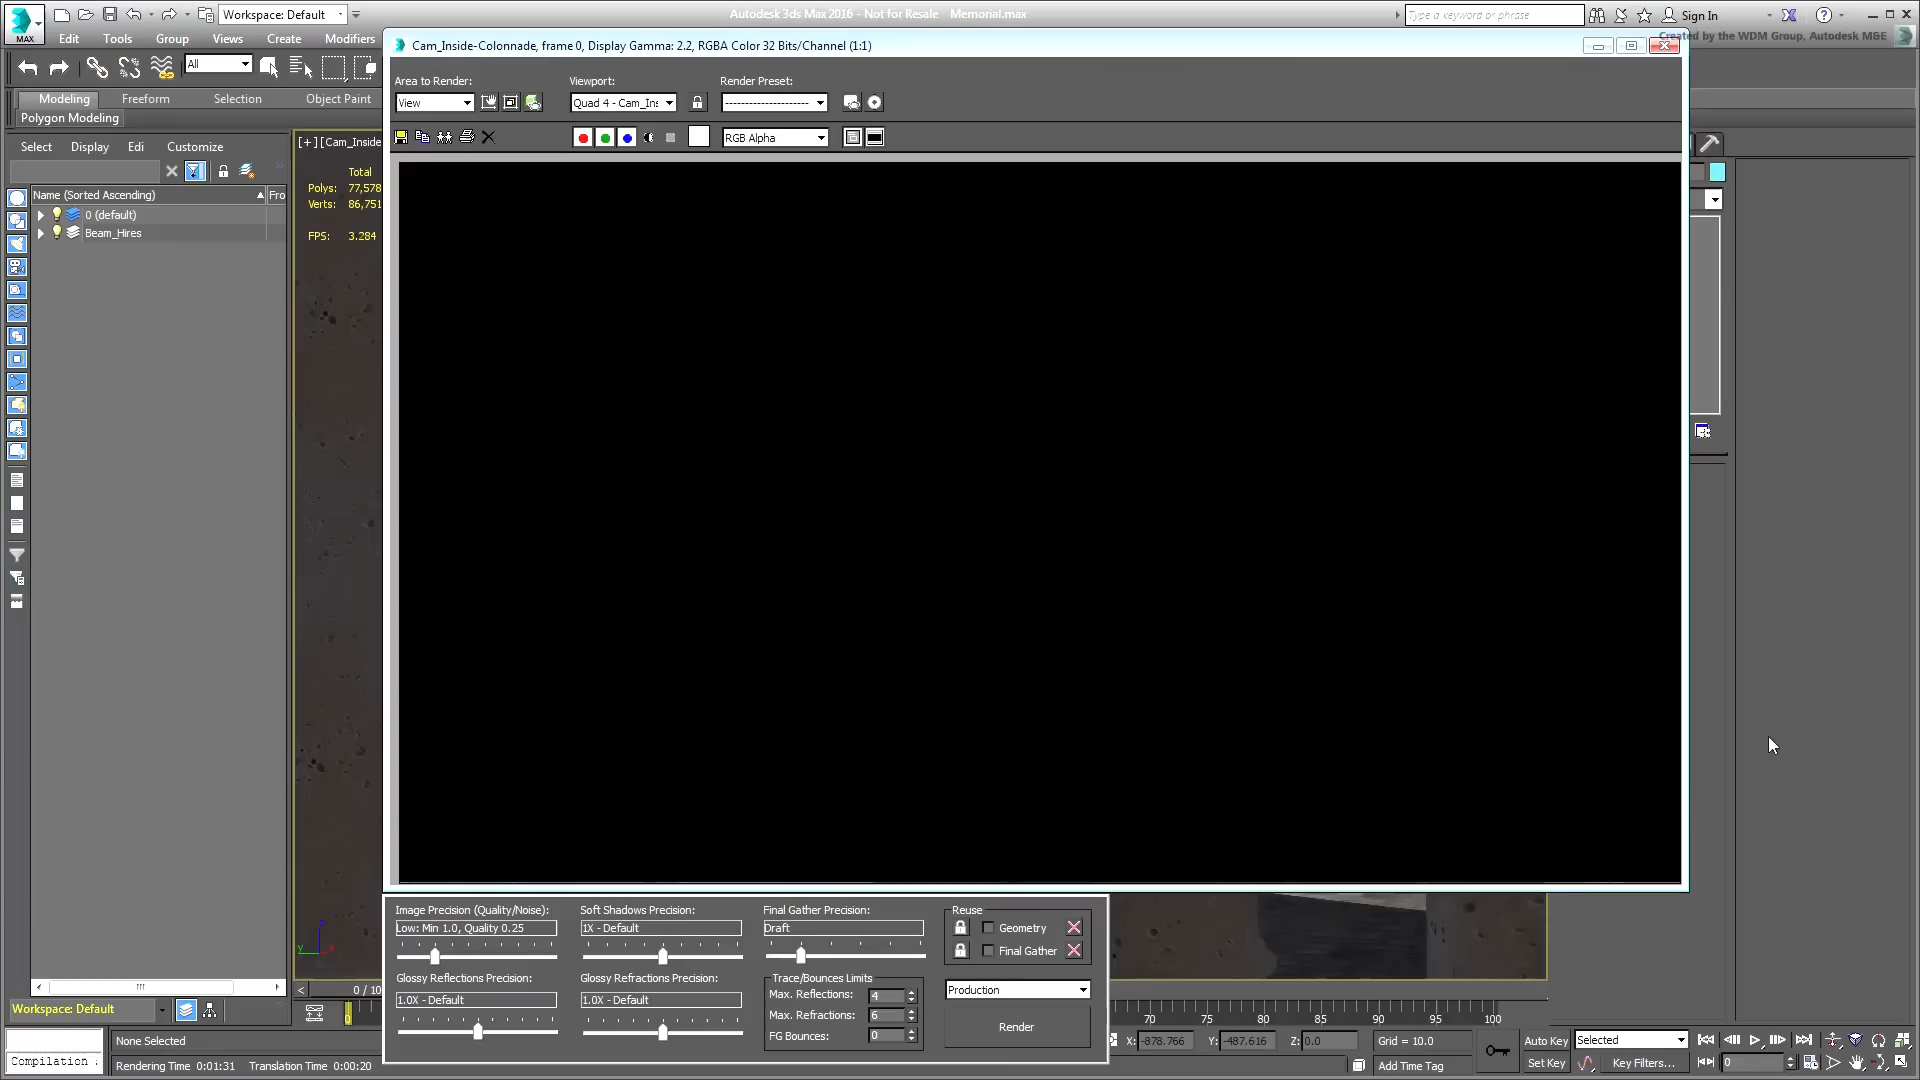 Workspace: Default
Autodesk 3ds Max 2016 - Not for Resale Memorial.max
Type a keyword or phrase
Sign In
MAX
Edit Tools Group Views Create Modifiers
Created by the WDM Group, Autodesk M&E
Cam_Inside-Colonnade, frame 0, Display Gamma: 2.2, RGBA Color 32 Bits/Channel (1:1)
All
Area to Render: Viewport: Render Preset:
View Quad 4 - Cam_Ins ----------------------
Modeling Freeform Selection Object Paint
Polygon Modeling
RGB Alpha
Select Display Edi Customize
[+][Cam_Inside
Total
Polys: 77,578
Verts: 86,751
FPS: 3.284
Name (Sorted Ascending) Fro
0 (default)
Beam_Hires
Image Precision (Quality/Noise): Soft Shadows Precision: Final Gather Precision: Reuse
Low: Min 1.0, Quality 0.25 1X - Default Draft Geometry
Final Gather
Glossy Reflections Precision: Glossy Refractions Precision: Trace/Bounces Limits
1.0X - Default 1.0X - Default Max. Reflections: 4 Production
Max. Refractions: 6
FG Bounces: 0 Render
y x z
0 / 10
Workspace: Default
0 70 75 80 85 90 95 100
None Selected X: -878.766 Y: -487.616 Z: 0.0 Grid = 10.0 Auto Key Selected
Compilation
Rendering Time 0:01:31 Translation Time 0:00:20 Add Time Tag Set Key Key Filters... 0